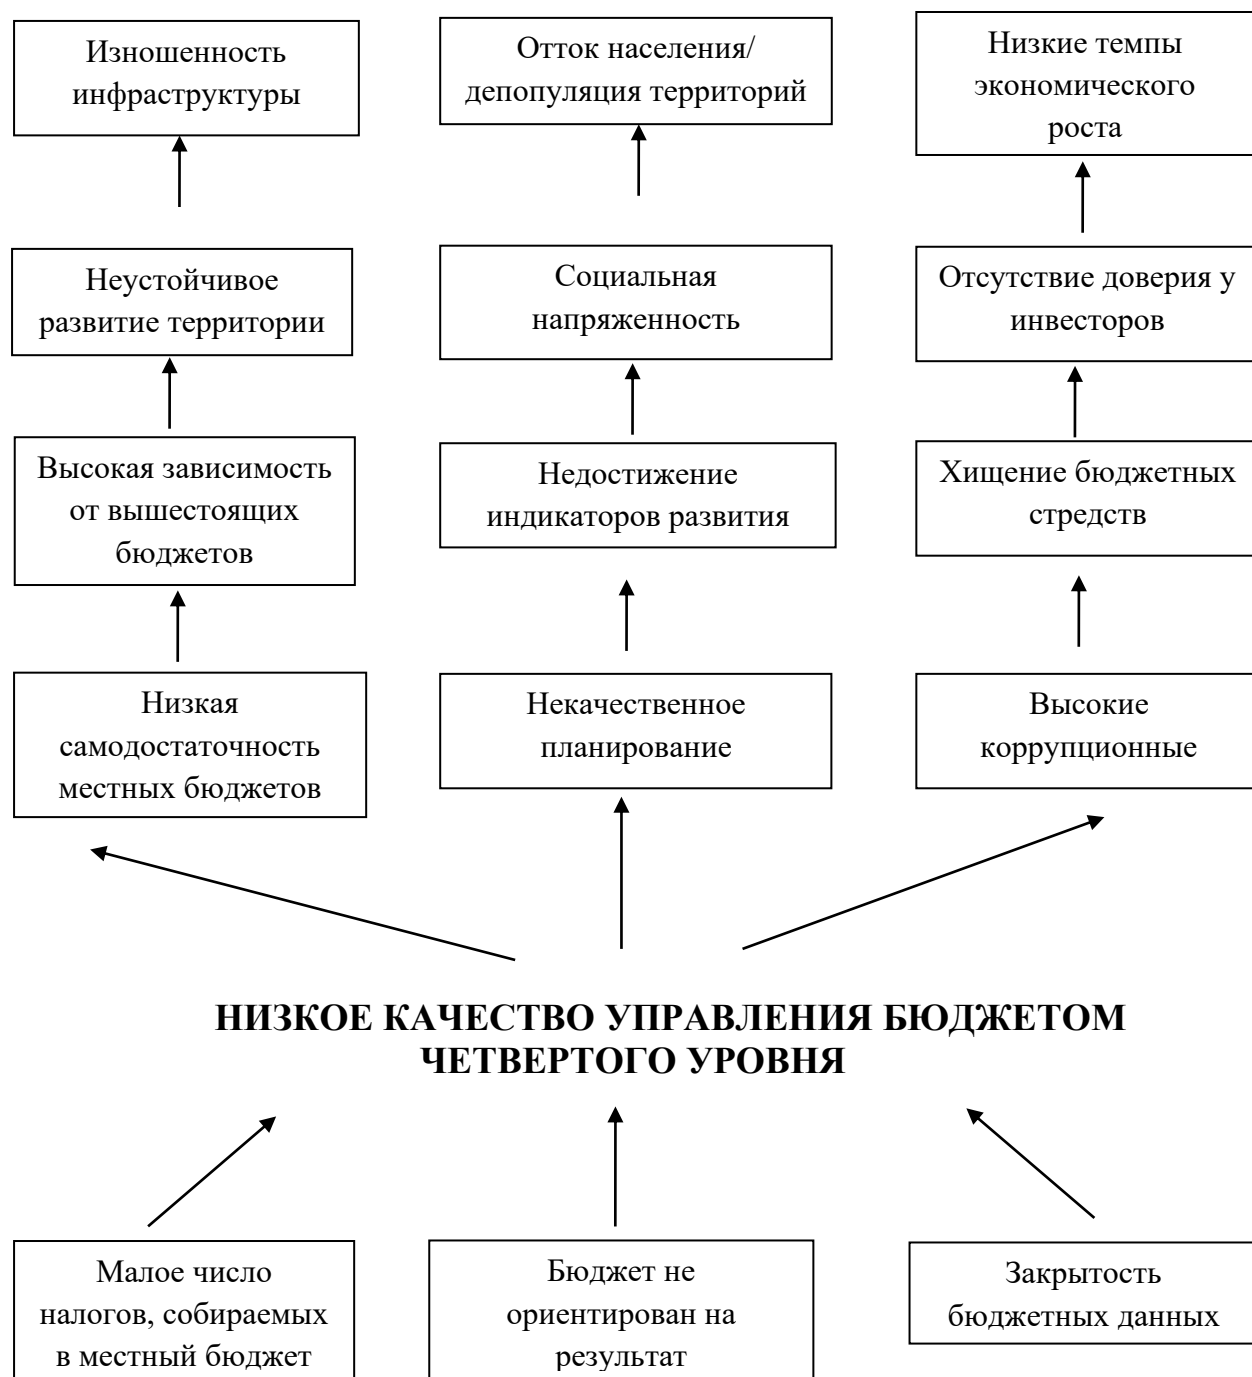 Изношенность
инфраструктуры
Отток населения/
депопуляция территорий
Низкие темпы
экономического
роста
Неустойчивое
развитие территории
Социальная
напряженность
Отсутствие доверия у
инвесторов
Высокая зависимость
от вышестоящих
бюджетов
Недостижение
индикаторов развития
Хищение бюджетных
стредств
Низкая
самодостаточность
местных бюджетов
Некачественное
планирование
Высокие
коррупционные
НИЗКОЕ КАЧЕСТВО УПРАВЛЕНИЯ БЮДЖЕТОМ
ЧЕТВЕРТОГО УРОВНЯ
Малое число
налогов, собираемых
в местный бюджет
Бюджет не
ориентирован на
результат
Закрытость
бюджетных данных